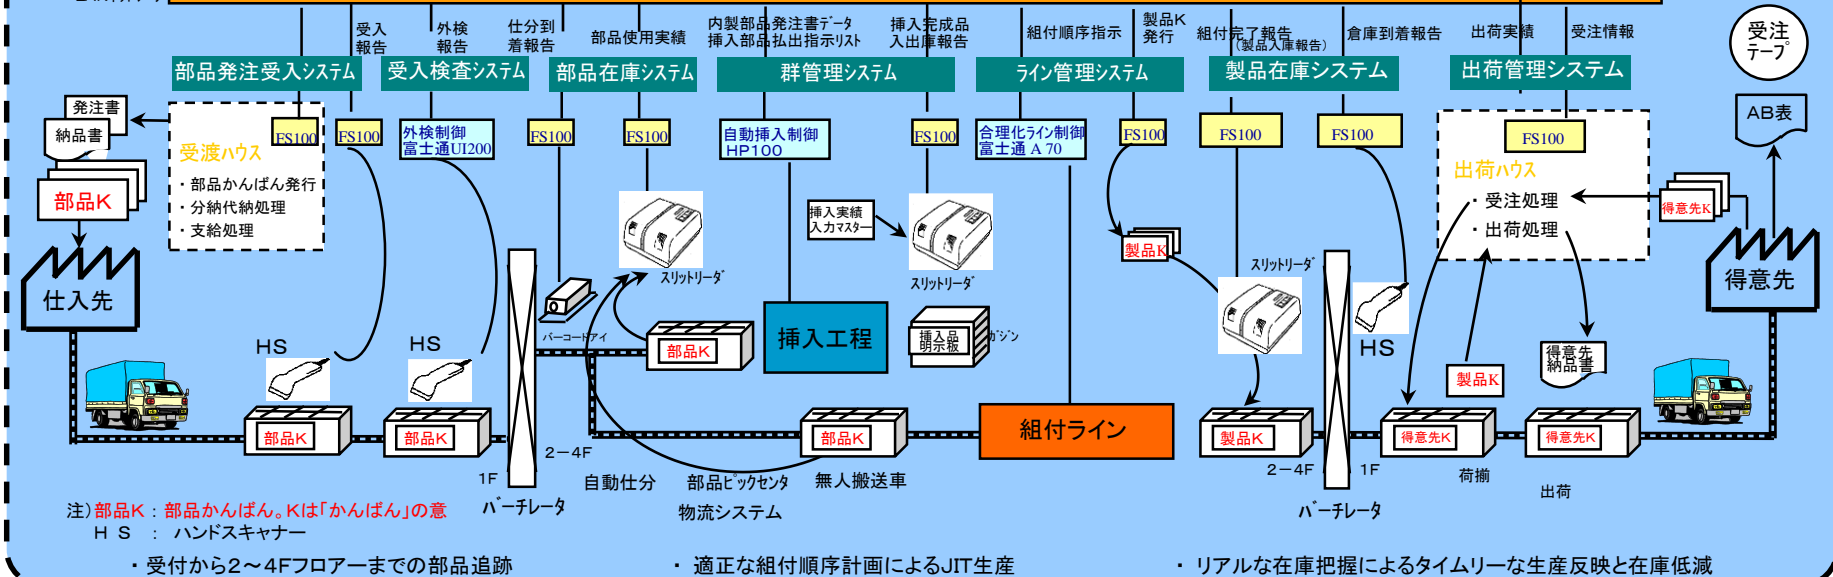 受入
報告
外検
報告
仕分到
着報告
部品使用実績
内製部品発注書ﾃﾞｰﾀ
挿入部品払出指示ﾘｽﾄ
挿入完成品
入出庫報告
組付順序指示
製品K
発行
組付完了報告
(製品入庫報告)
倉庫到着報告
出荷実績
受注情報
受注
ﾃｰﾌﾟ
部品発注受入ｼｽﾃﾑ
受入検査ｼｽﾃﾑ
部品在庫ｼｽﾃﾑ
群管理ｼｽﾃﾑ
ﾗｲﾝ管理ｼｽﾃﾑ
製品在庫ｼｽﾃﾑ
出荷管理ｼｽﾃﾑ
発注書
納品書
部品K
FS100
FS100
外検制御
富士通UI200
FS100
FS100
自動挿入制御
HP100
FS100
合理化ﾗｲﾝ制御
富士通 A 70
FS100
FS100
FS100
FS100
AB表
受渡ﾊｳｽ
・部品かんばん発行
・分納代納処理
・支給処理
出荷ﾊｳｽ
・受注処理
・出荷処理
得意先K
挿入実績
入力マスター
製品K
ｽﾘｯﾄﾘｰﾀﾞ
ｽﾘｯﾄﾘｰﾀﾞ
ｽﾘｯﾄﾘｰﾀﾞ
仕入先
得意先
HS
HS
HS
バーコードアイ
部品K
挿入工程
挿入品
明示板
製品K
得意先
納品書
部品K
部品K
部品K
組付ライン
製品K
得意先K
得意先K
1F
2－4F
自動仕分
部品ﾋﾟｯｸｾﾝﾀ
無人搬送車
2－4F
1F
荷揃
出荷
ﾊﾞｰﾁﾚｰﾀ
物流ｼｽﾃﾑ
ﾊﾞｰﾁﾚｰﾀ
注)部品K：部品かんばん。Kは「かんばん」の意
H S ： ハンドスキャナー
・受付から2～4Fフロアーまでの部品追跡
・ 適正な組付順序計画によるJIT生産
・ リアルな在庫把握によるタイムリーな生産反映と在庫低減